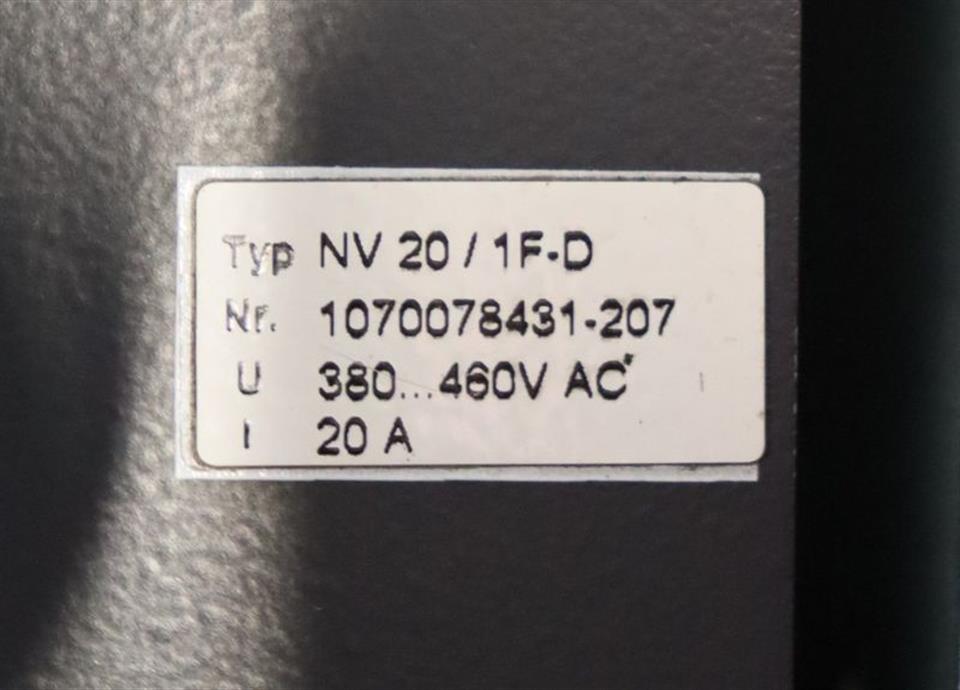 Typ NV 20 / 1F-D
Nr. 1070078431-207
U 380...460V AC
I 20 A